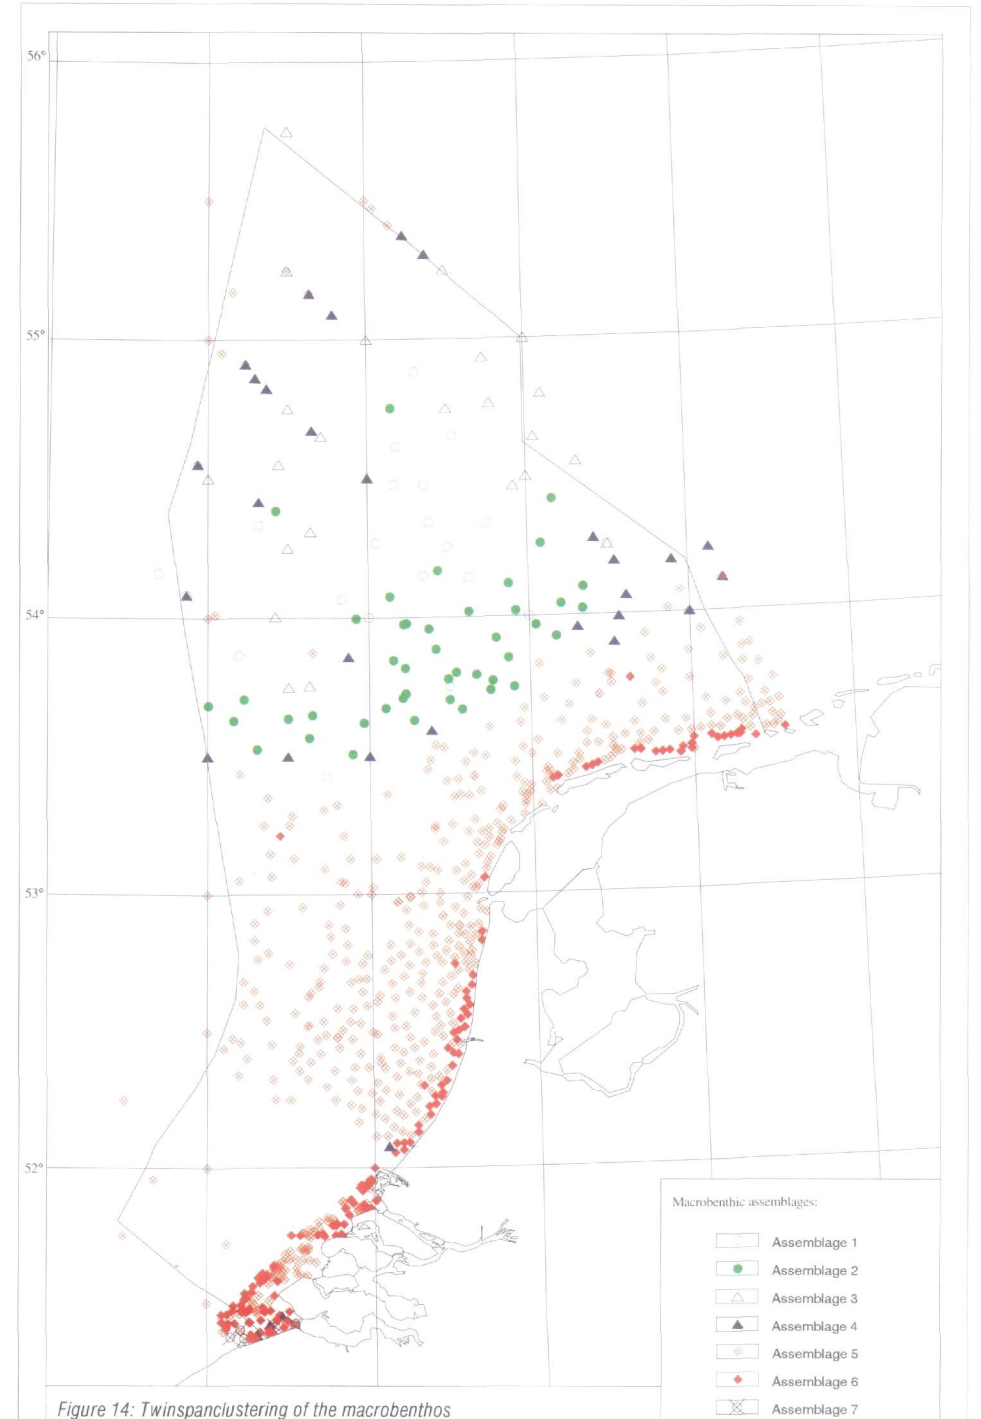 56°
55°
54°
53°
52°
Macrobenthic assemblages:
Assemblage 1
Assemblage 2
Assemblage 3
Assemblage 4
Assemblage 5
Assemblage 6
Assemblage 7
Figure 14: Twinspanclustering of the macrobenthos